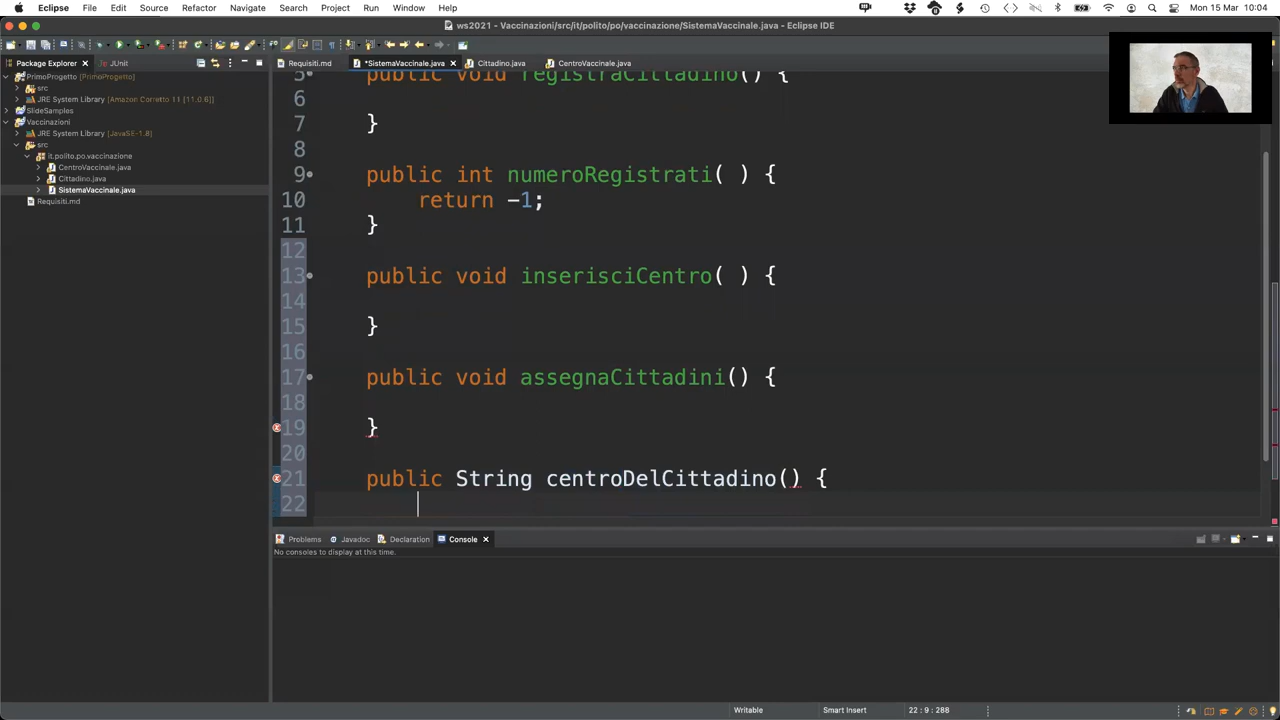 Eclipse File Edit Source Refactor Navigate Search Project Run Window Help Mon 15 Mar 10:04
ws2021 - Vaccinazioni/src/it/polito/po/vaccinazione/SistemaVaccinale.java - Eclipse IDE
Package Explorer JUnit
Requisiti.md *SistemaVaccinale.java Cittadino.java CentroVaccinale.java
PrimoProgetto [PrimoProgetto]
src
JRE System Library [Amazon Corretto 11 [11.0.6]]
SlideSamples
Vaccinazioni
JRE System Library [JavaSE-1.8]
src
it.polito.po.vaccinazione
CentroVaccinale.java
Cittadino.java
SistemaVaccinale.java
Requisiti.md
5 public void registraCittadino() {
6
7 }
8
9 public int numeroRegistrati( ) {
10 return -1;
11 }
12
13 public void inserisciCentro( ) {
14
15 }
16
17 public void assegnaCittadini() {
18
19 }
20
21 public String centroDelCittadino() {
22
Problems Javadoc Declaration Console
No consoles to display at this time.
Writable Smart Insert 22 : 9 : 288